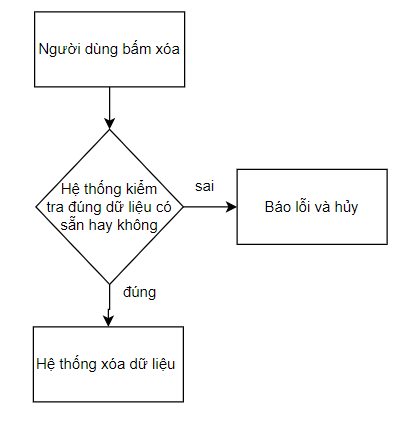 Người dùng bấm xóa
Hệ thống kiểm
tra đúng dữ liệu có
sẵn hay không
sai
Báo lỗi và hủy
đúng
Hệ thống xóa dữ liệu